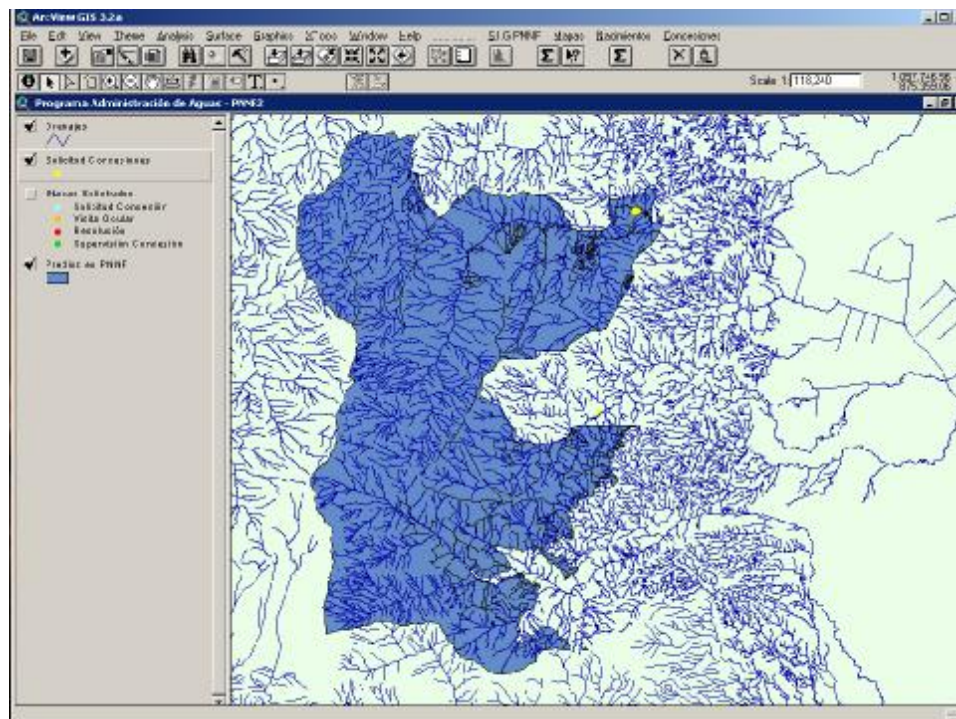 ArcView GIS 3.2a
File Edit View Theme Analysis Surface Graphics XTools Window Help S.I.G.PNNF Mapas Nacimientos Concesiones
Scale 1: 118,240
Programa Administración de Aguas - PNNF2
Drenajes
Solicitud Concesiones
Solicitud Concesión
Visita Ocular
Resolución
Supervisión Concesión
Predios en PNNF